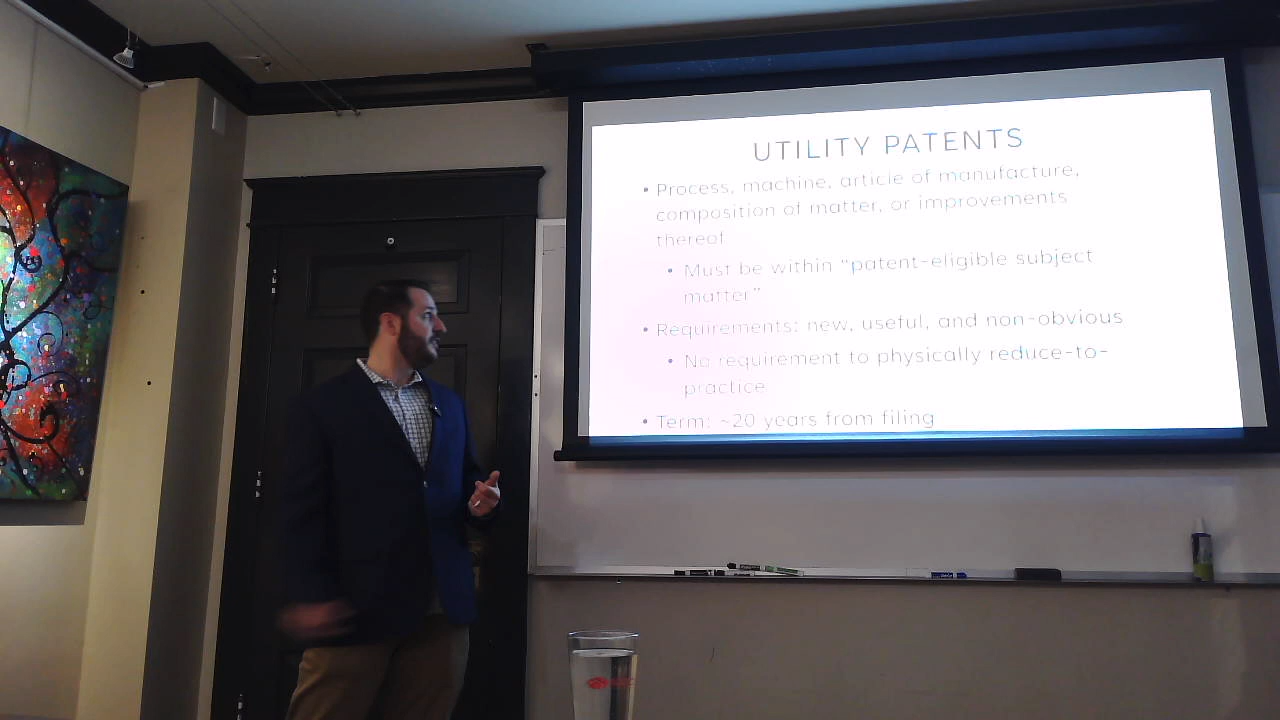 UTILITY PATENTS
• Process, machine, article of manufacture,
composition of matter, or improvements
thereof
• Must be within “patent-eligible subject
matter”
• Requirements: new, useful, and non-obvious
• No requirement to physically reduce-to-
practice
• Term: ~20 years from filing